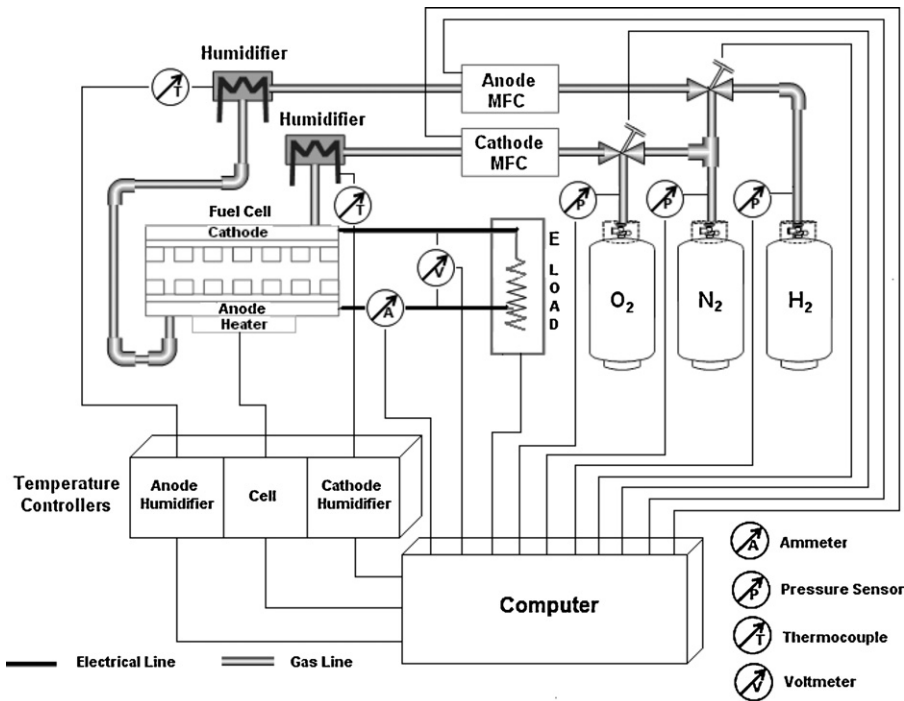 Humidifier
T
Anode
MFC
Humidifier
Cathode
MFC
T
P
P
P
Fuel Cell
Cathode
Anode
Heater
V
A
E
LOAD
O2
N2
H2
Temperature
Controllers
Anode
Humidifier
Cell
Cathode
Humidifier
Computer
A
Ammeter
P
Pressure Sensor
T
Thermocouple
V
Voltmeter
Electrical Line
Gas Line